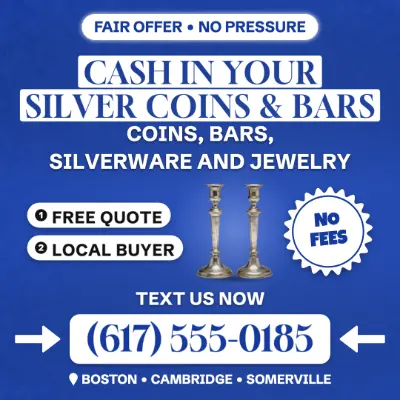 FAIR OFFER • NO PRESSURE
CASH IN YOUR
SILVER COINS & BARS
COINS, BARS,
SILVERWARE AND JEWELRY
1 FREE QUOTE
2 LOCAL BUYER
NO
FEES
TEXT US NOW
(617) 555-0185
BOSTON • CAMBRIDGE • SOMERVILLE